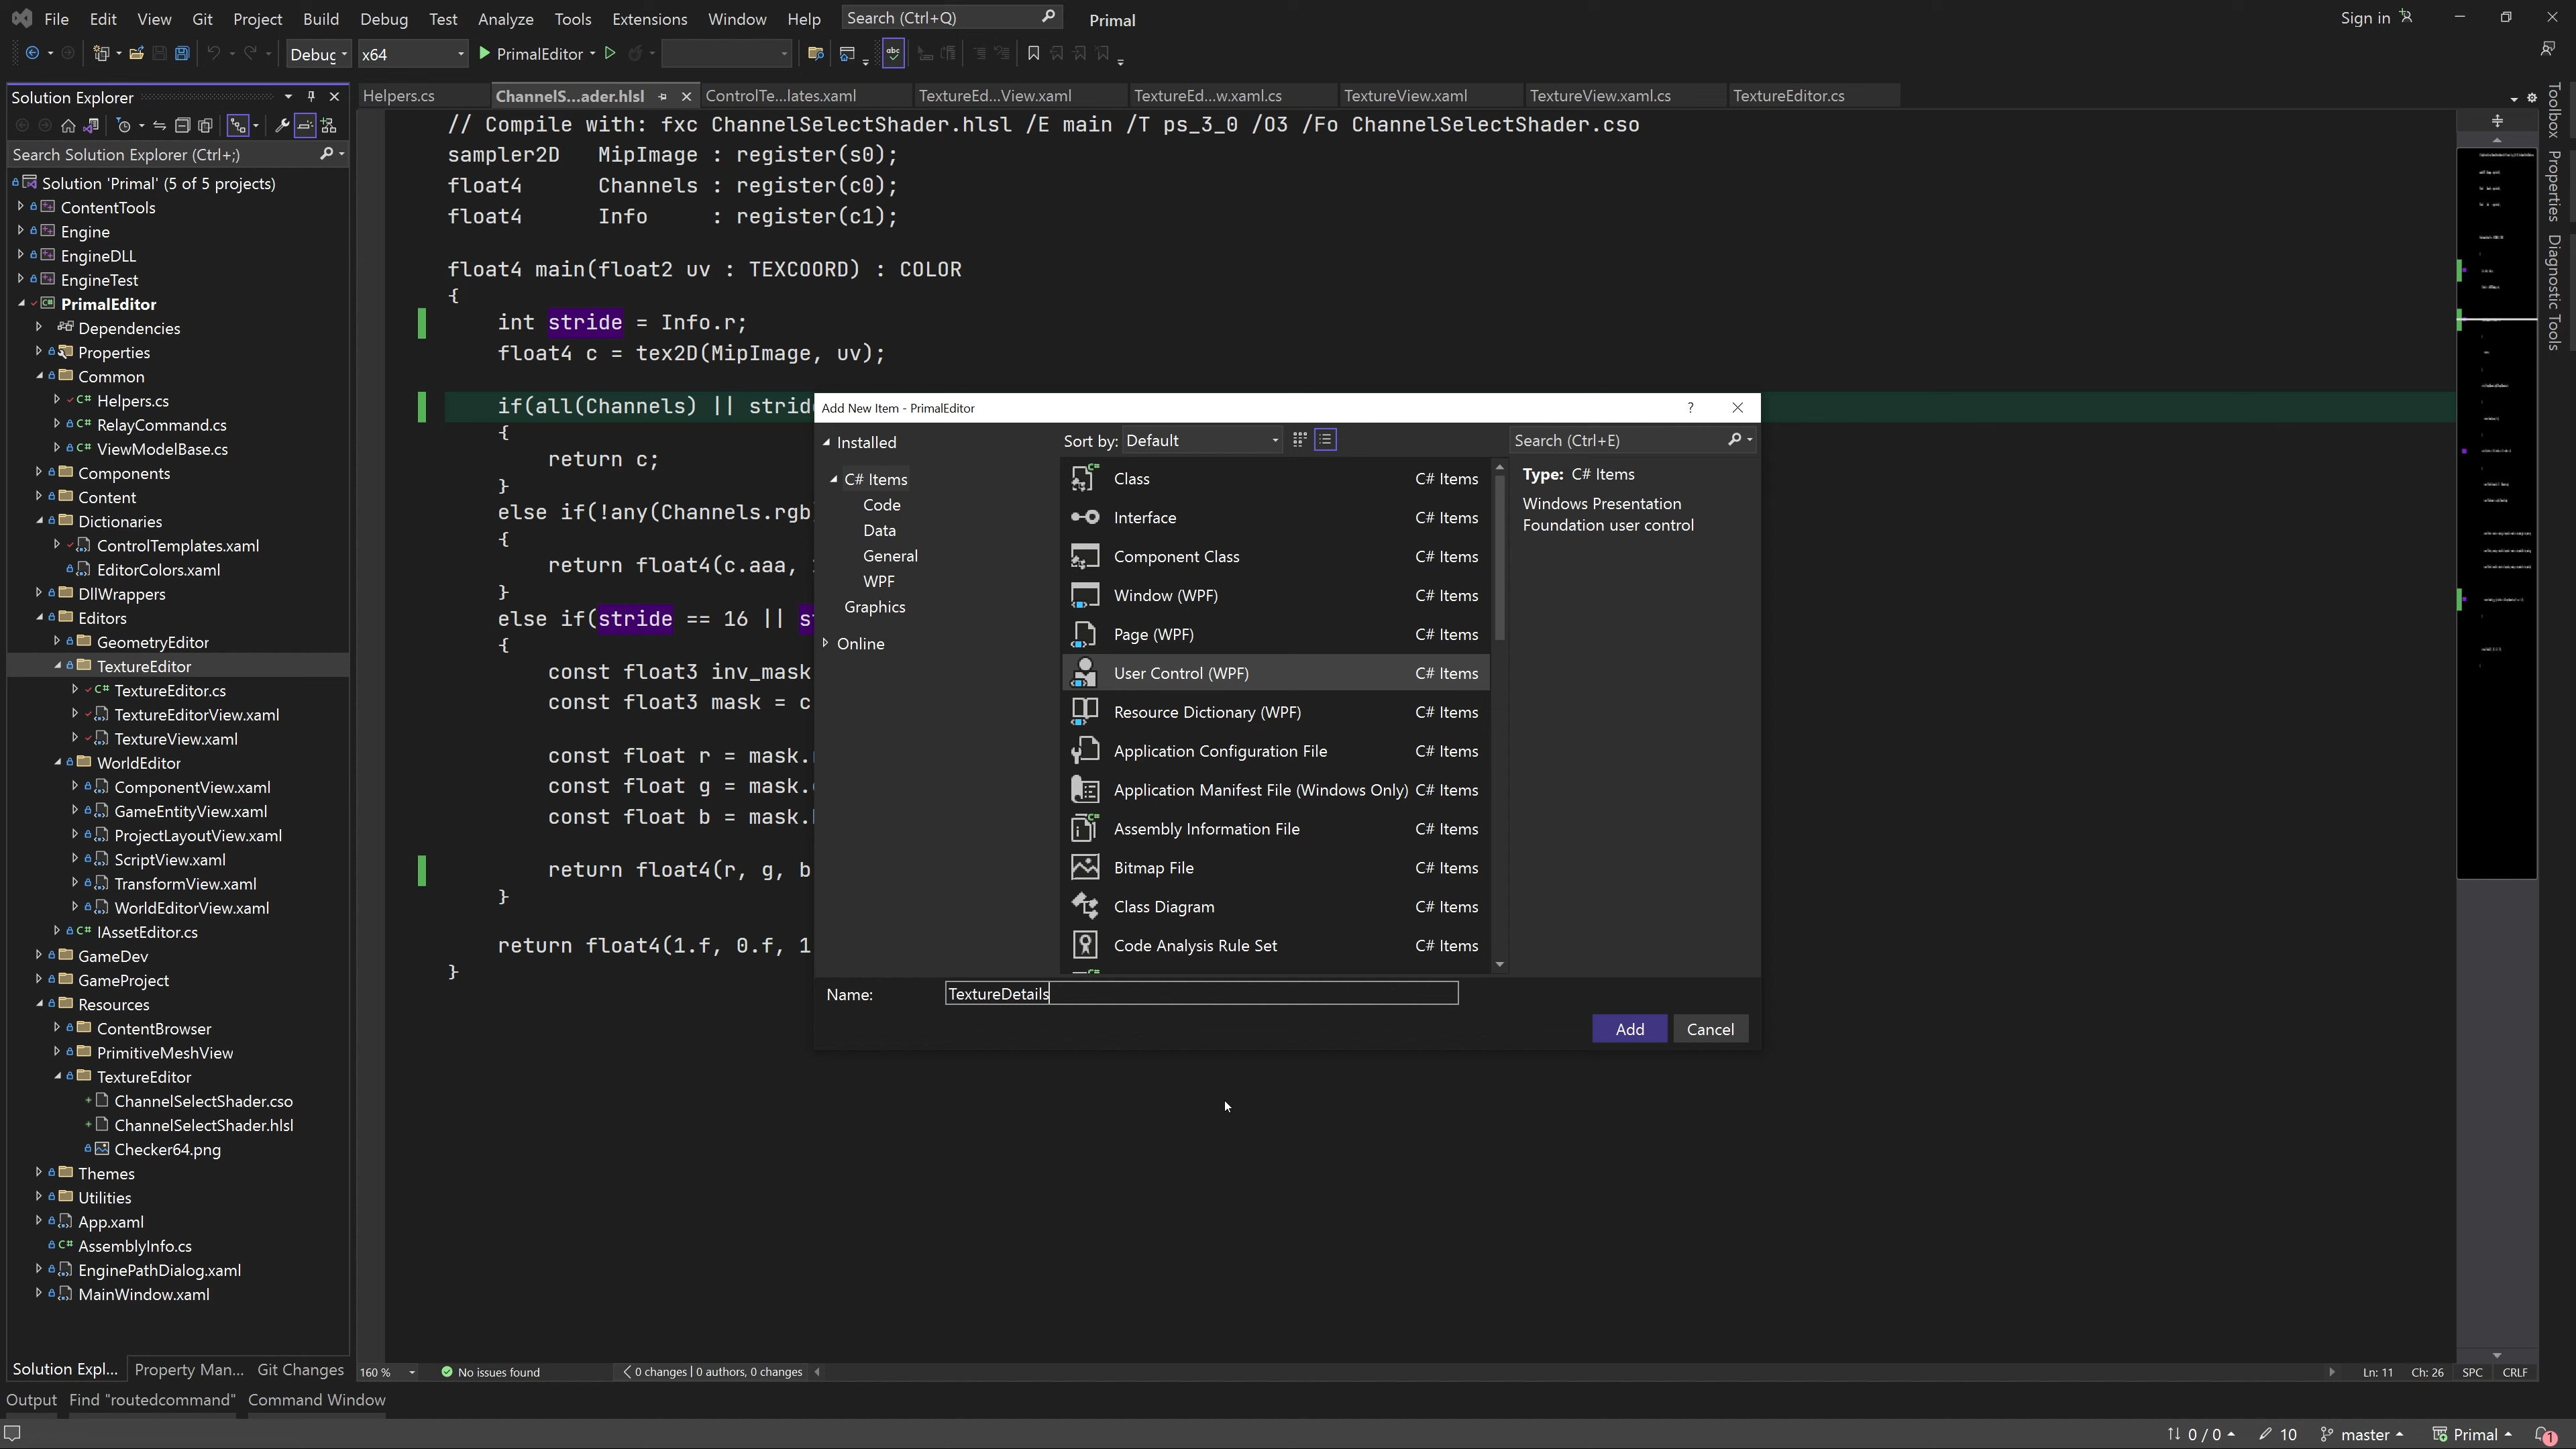 File Edit View Git Project Build Debug Test Analyze Tools Extensions Window Help Search (Ctrl+Q) Primal Sign in
Debug x64 PrimalEditor
Solution Explorer
Search Solution Explorer (Ctrl+;)
Solution 'Primal' (5 of 5 projects)
ContentTools
Engine
EngineDLL
EngineTest
PrimalEditor
Dependencies
Properties
Common
Helpers.cs
RelayCommand.cs
ViewModelBase.cs
Components
Content
Dictionaries
ControlTemplates.xaml
EditorColors.xaml
DllWrappers
Editors
GeometryEditor
TextureEditor
TextureEditor.cs
TextureEditorView.xaml
TextureView.xaml
WorldEditor
ComponentView.xaml
GameEntityView.xaml
ProjectLayoutView.xaml
ScriptView.xaml
TransformView.xaml
WorldEditorView.xaml
IAssetEditor.cs
GameDev
GameProject
Resources
ContentBrowser
PrimitiveMeshView
TextureEditor
ChannelSelectShader.cso
ChannelSelectShader.hlsl
Checker64.png
Themes
Utilities
App.xaml
AssemblyInfo.cs
EnginePathDialog.xaml
MainWindow.xaml
Solution Expl... Property Man... Git Changes
Helpers.cs ChannelS...ader.hlsl ControlTe...lates.xaml TextureEd...View.xaml TextureEd...w.xaml.cs TextureView.xaml TextureView.xaml.cs TextureEditor.cs
// Compile with: fxc ChannelSelectShader.hlsl /E main /T ps_3_0 /O3 /Fo ChannelSelectShader.cso
sampler2D MipImage : register(s0);
float4 Channels : register(c0);
float4 Info : register(c1);
float4 main(float2 uv : TEXCOORD) : COLOR
{
int stride = Info.r;
float4 c = tex2D(MipImage, uv);
if(all(Channels) || strid
{
return c;
}
else if(!any(Channels.rgb
{
return float4(c.aaa,
}
else if(stride == 16 || s
{
const float3 inv_mask
const float3 mask = c
const float r = mask.
const float g = mask.
const float b = mask.
return float4(r, g, b
}
return float4(1.f, 0.f, 1
}
Add New Item - PrimalEditor ?
Installed
C# Items
Code
Data
General
WPF
Graphics
Online
Sort by: Default
Search (Ctrl+E)
Class C# Items
Interface C# Items
Component Class C# Items
Window (WPF) C# Items
Page (WPF) C# Items
User Control (WPF) C# Items
Resource Dictionary (WPF) C# Items
Application Configuration File C# Items
Application Manifest File (Windows Only) C# Items
Assembly Information File C# Items
Bitmap File C# Items
Class Diagram C# Items
Code Analysis Rule Set C# Items
Type: C# Items
Windows Presentation
Foundation user control
Name: TextureDetails
Add Cancel
Toolbox
Properties
Diagnostic Tools
160 % No issues found 0 changes | 0 authors, 0 changes Ln: 11 Ch: 26 SPC CRLF
Output Find "routedcommand" Command Window
0 / 0 10 master Primal 1